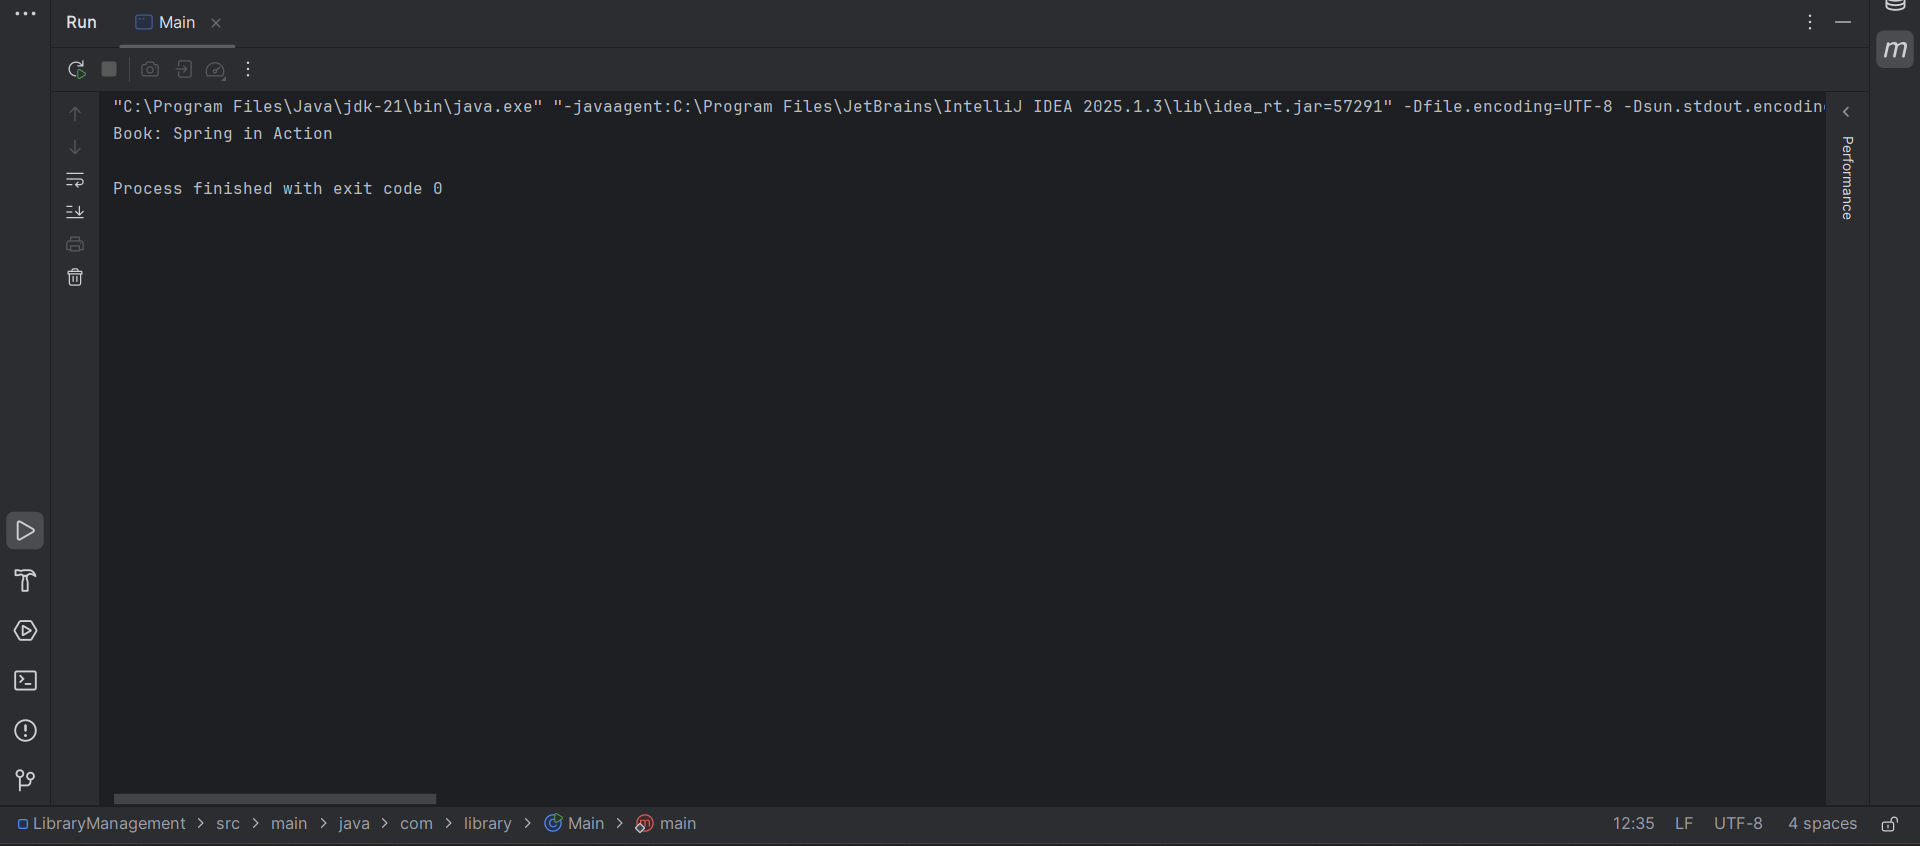 Run Main
"C:\Program Files\Java\jdk-21\bin\java.exe" "-javaagent:C:\Program Files\JetBrains\IntelliJ IDEA 2025.1.3\lib\idea_rt.jar=57291" -Dfile.encoding=UTF-8 -Dsun.stdout.encodin
Book: Spring in Action
Process finished with exit code 0
Performance
m
LibraryManagement > src > main > java > com > library > Main > main 12:35 LF UTF-8 4 spaces